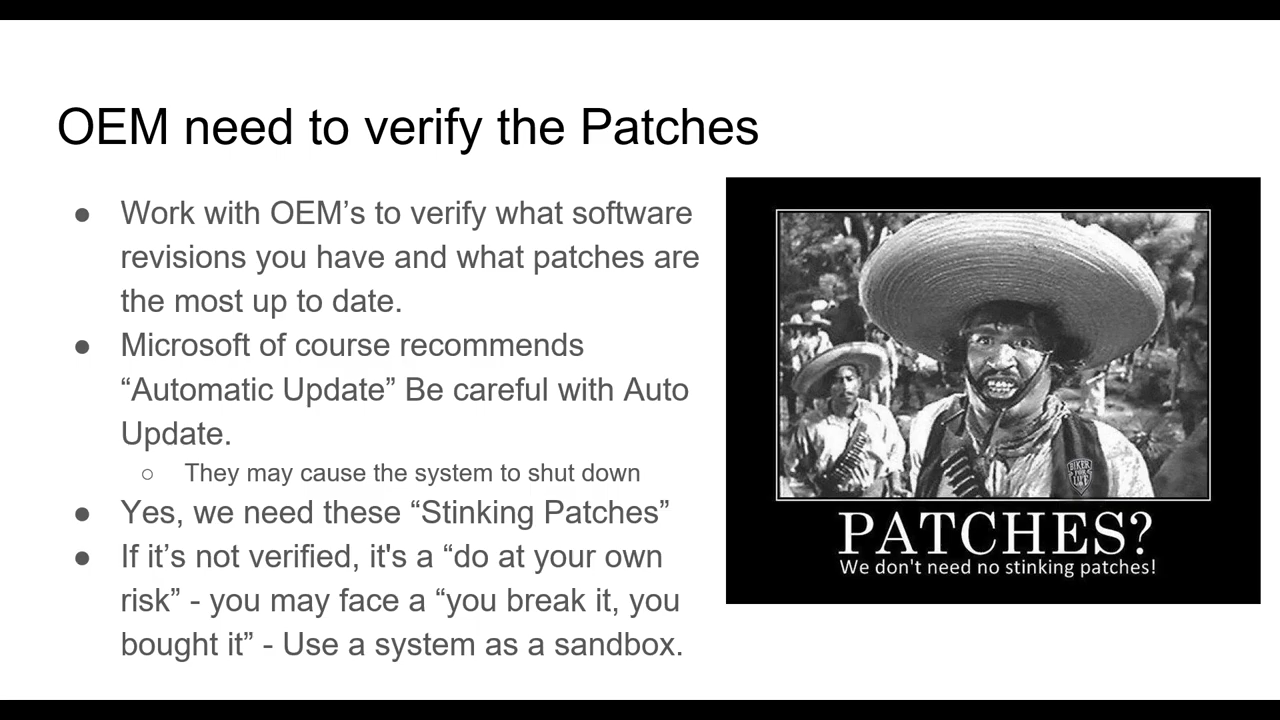 OEM need to verify the Patches
● Work with OEM’s to verify what software
revisions you have and what patches are
the most up to date.
● Microsoft of course recommends
“Automatic Update” Be careful with Auto
Update.
○ They may cause the system to shut down
● Yes, we need these “Stinking Patches”
● If it’s not verified, it's a “do at your own
risk” - you may face a “you break it, you
bought it” - Use a system as a sandbox.
BIKER
FOR
LIFE
PATCHES?
We don't need no stinking patches!